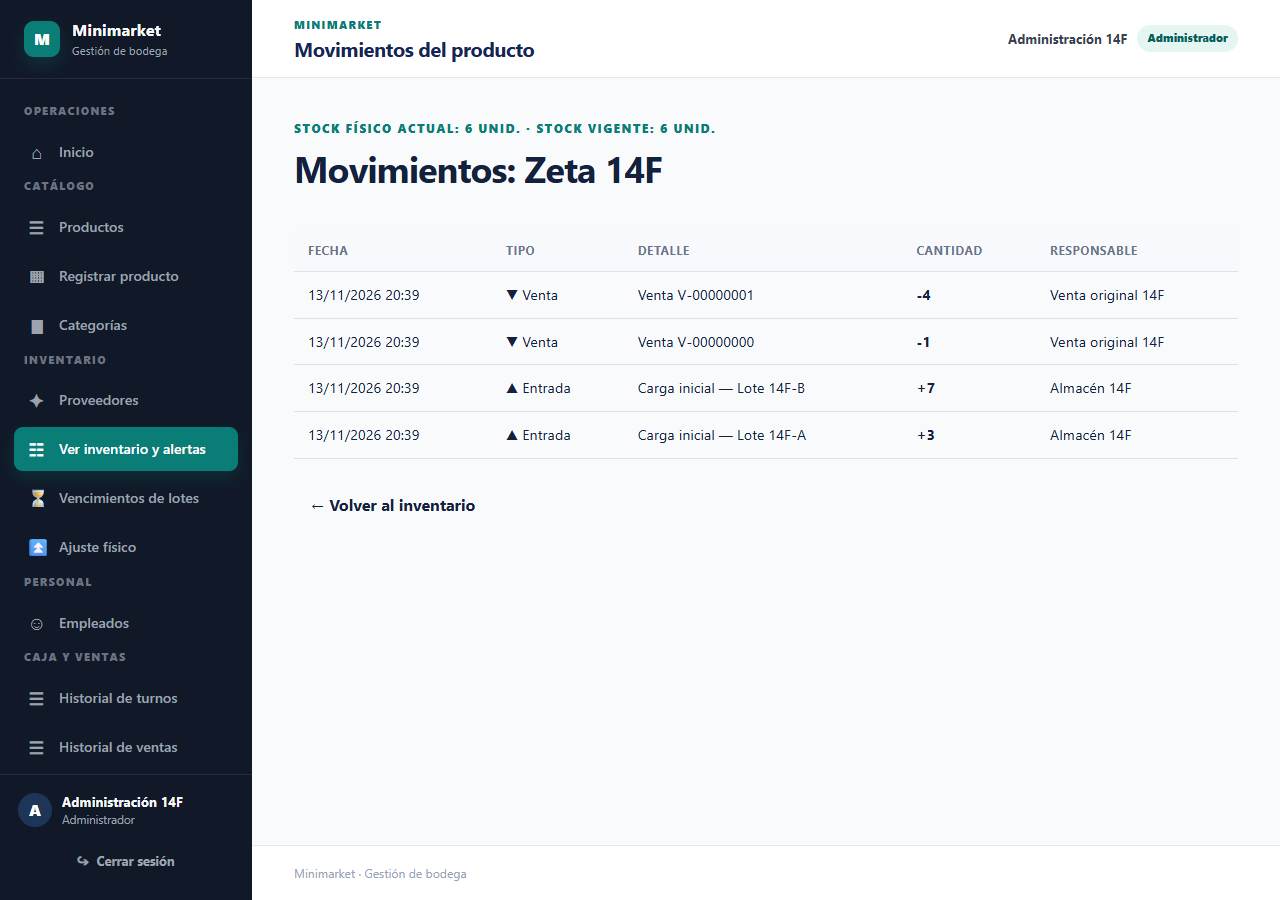 M
Minimarket
Gestión de bodega
OPERACIONES
Inicio
CATÁLOGO
Productos
Registrar producto
Categorías
INVENTARIO
Proveedores
Ver inventario y alertas
Vencimientos de lotes
Ajuste físico
PERSONAL
Empleados
CAJA Y VENTAS
Historial de turnos
Historial de ventas
A
Administración 14F
Administrador
Cerrar sesión
MINIMARKET
Movimientos del producto
Administración 14F Administrador
STOCK FÍSICO ACTUAL: 6 UNID. · STOCK VIGENTE: 6 UNID.
Movimientos: Zeta 14F
FECHA TIPO DETALLE CANTIDAD RESPONSABLE
13/11/2026 20:39 ▼ Venta Venta V-00000001 -4 Venta original 14F
13/11/2026 20:39 ▼ Venta Venta V-00000000 -1 Venta original 14F
13/11/2026 20:39 ▲ Entrada Carga inicial — Lote 14F-B +7 Almacén 14F
13/11/2026 20:39 ▲ Entrada Carga inicial — Lote 14F-A +3 Almacén 14F
← Volver al inventario
Minimarket · Gestión de bodega